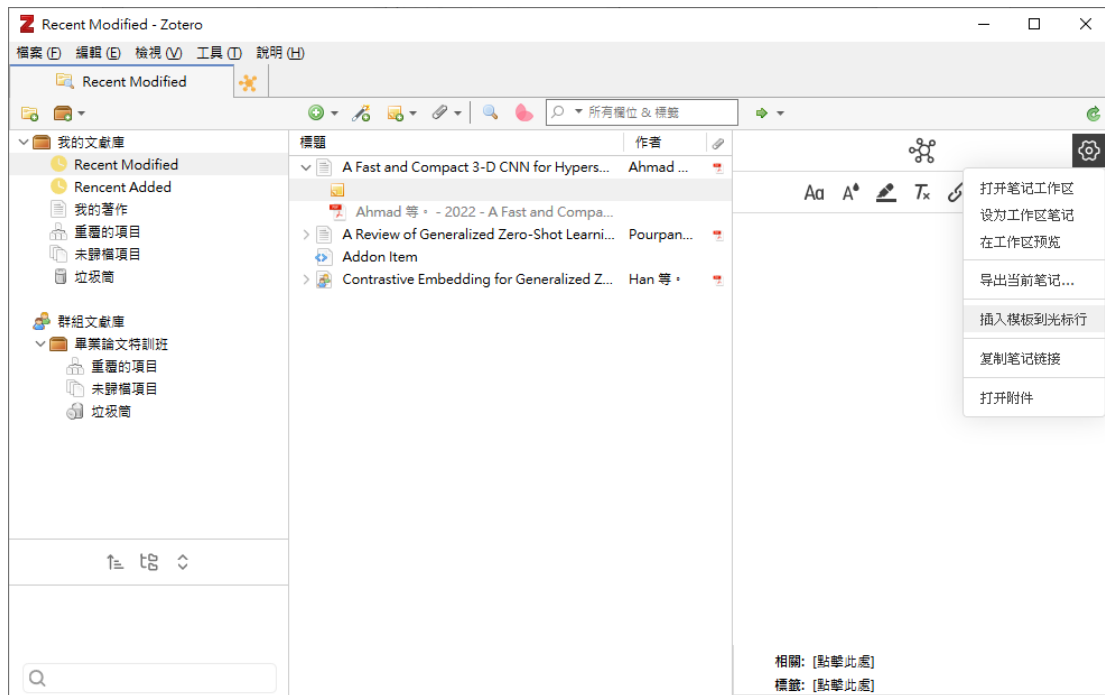 Recent Modified - Zotero
檔案 (F) 編輯 (E) 檢視 (V) 工具 (T) 說明 (H)
Recent Modified
所有欄位 & 標籤
我的文獻庫
Recent Modified
Rencent Added
我的著作
重覆的項目
未歸檔項目
垃圾筒
群組文獻庫
畢業論文特訓班
重覆的項目
未歸檔項目
垃圾筒
標題 作者
A Fast and Compact 3-D CNN for Hypers... Ahmad ...
Ahmad 等。 - 2022 - A Fast and Compa...
A Review of Generalized Zero-Shot Learni... Pourpan...
Addon Item
Contrastive Embedding for Generalized Z... Han 等。
Aa A Tx
打开笔记工作区
设为工作区笔记
在工作区预览
导出当前笔记...
插入模板到光标行
复制笔记链接
打开附件
相關: [點擊此處]
標籤: [點擊此處]